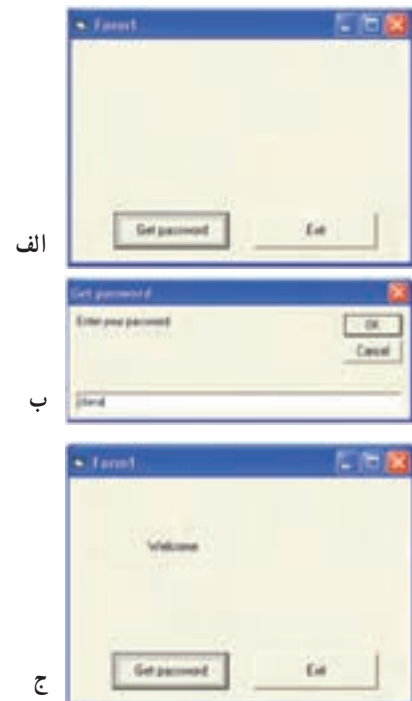 Form1
Get password
Exit
الف
Get password
Enter your password
OK
Cancel
ب
Form1
Welcome
Get password
Exit
ج